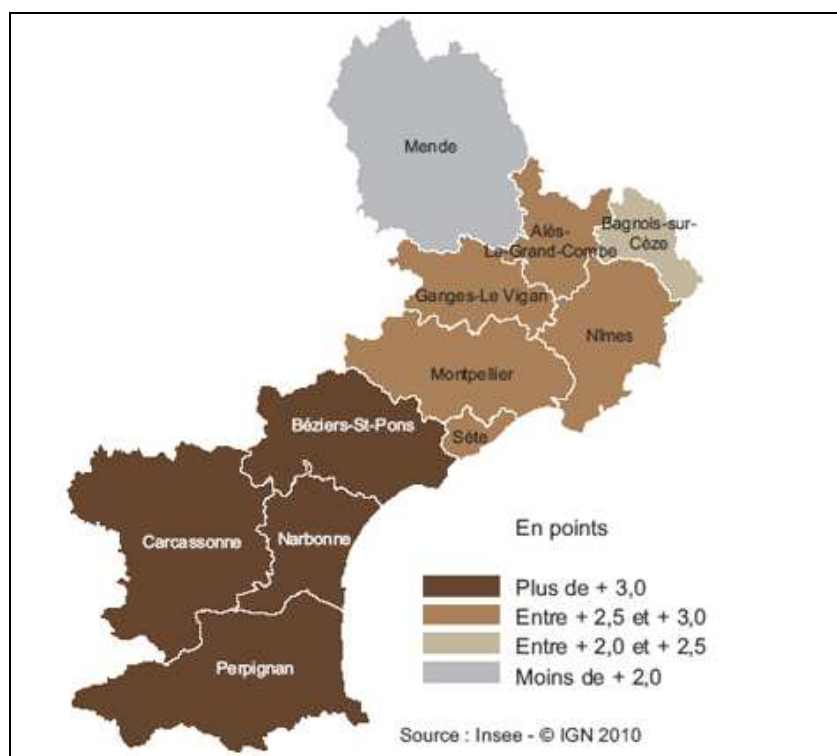 Mende
Alès-
La-Grand-Combe
Bagnois-sur-
Cèze
Ganges-Le Vigan
Nîmes
Montpellier
Sète
Béziers-St-Pons
Carcassonne
Narbonne
Perpignan
En points
Plus de + 3,0
Entre + 2,5 et + 3,0
Entre + 2,0 et + 2,5
Moins de + 2,0
Source : Insee - © IGN 2010